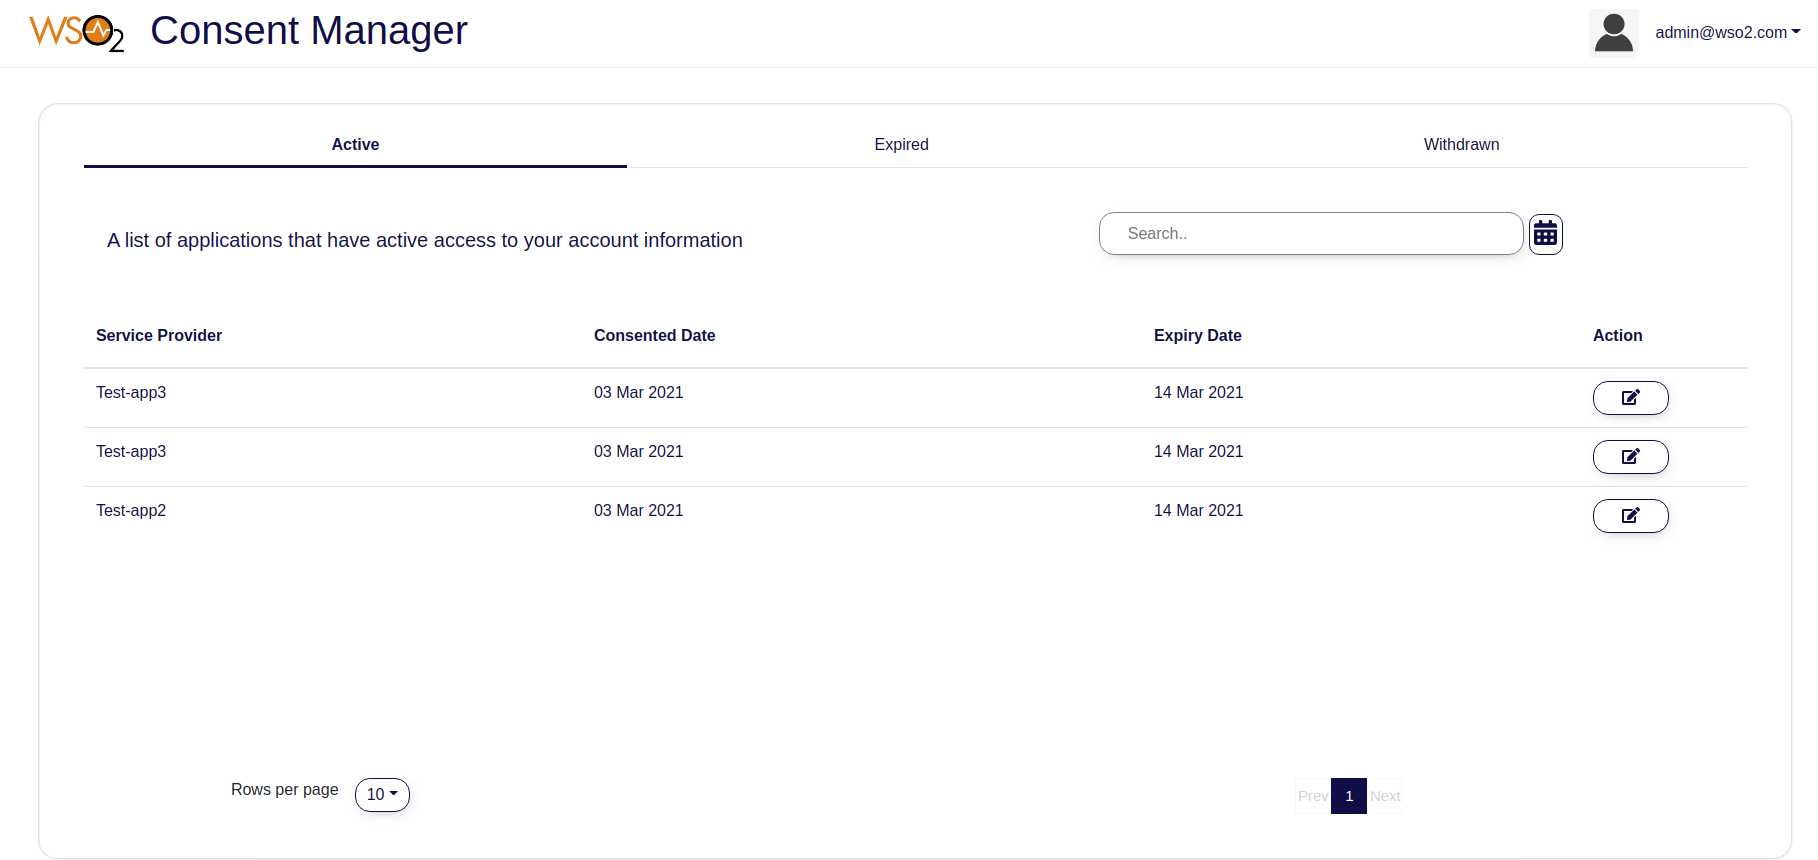 WSO2 Consent Manager admin@wso2.com
Active Expired Withdrawn
A list of applications that have active access to your account information Search..
Service Provider Consented Date Expiry Date Action
Test-app3 03 Mar 2021 14 Mar 2021
Test-app3 03 Mar 2021 14 Mar 2021
Test-app2 03 Mar 2021 14 Mar 2021
Rows per page 10 Prev 1 Next